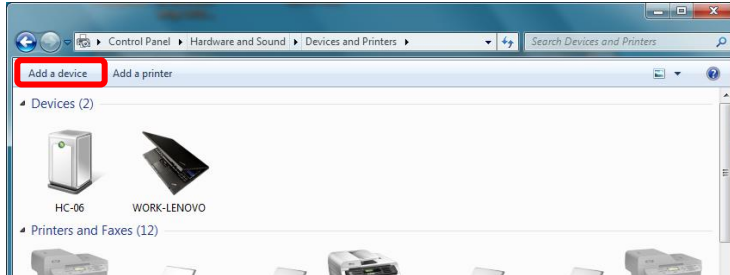 Control Panel Hardware and Sound Devices and Printers
Search Devices and Printers
Add a device Add a printer
Devices (2)
HC-06 WORK-LENOVO
Printers and Faxes (12)